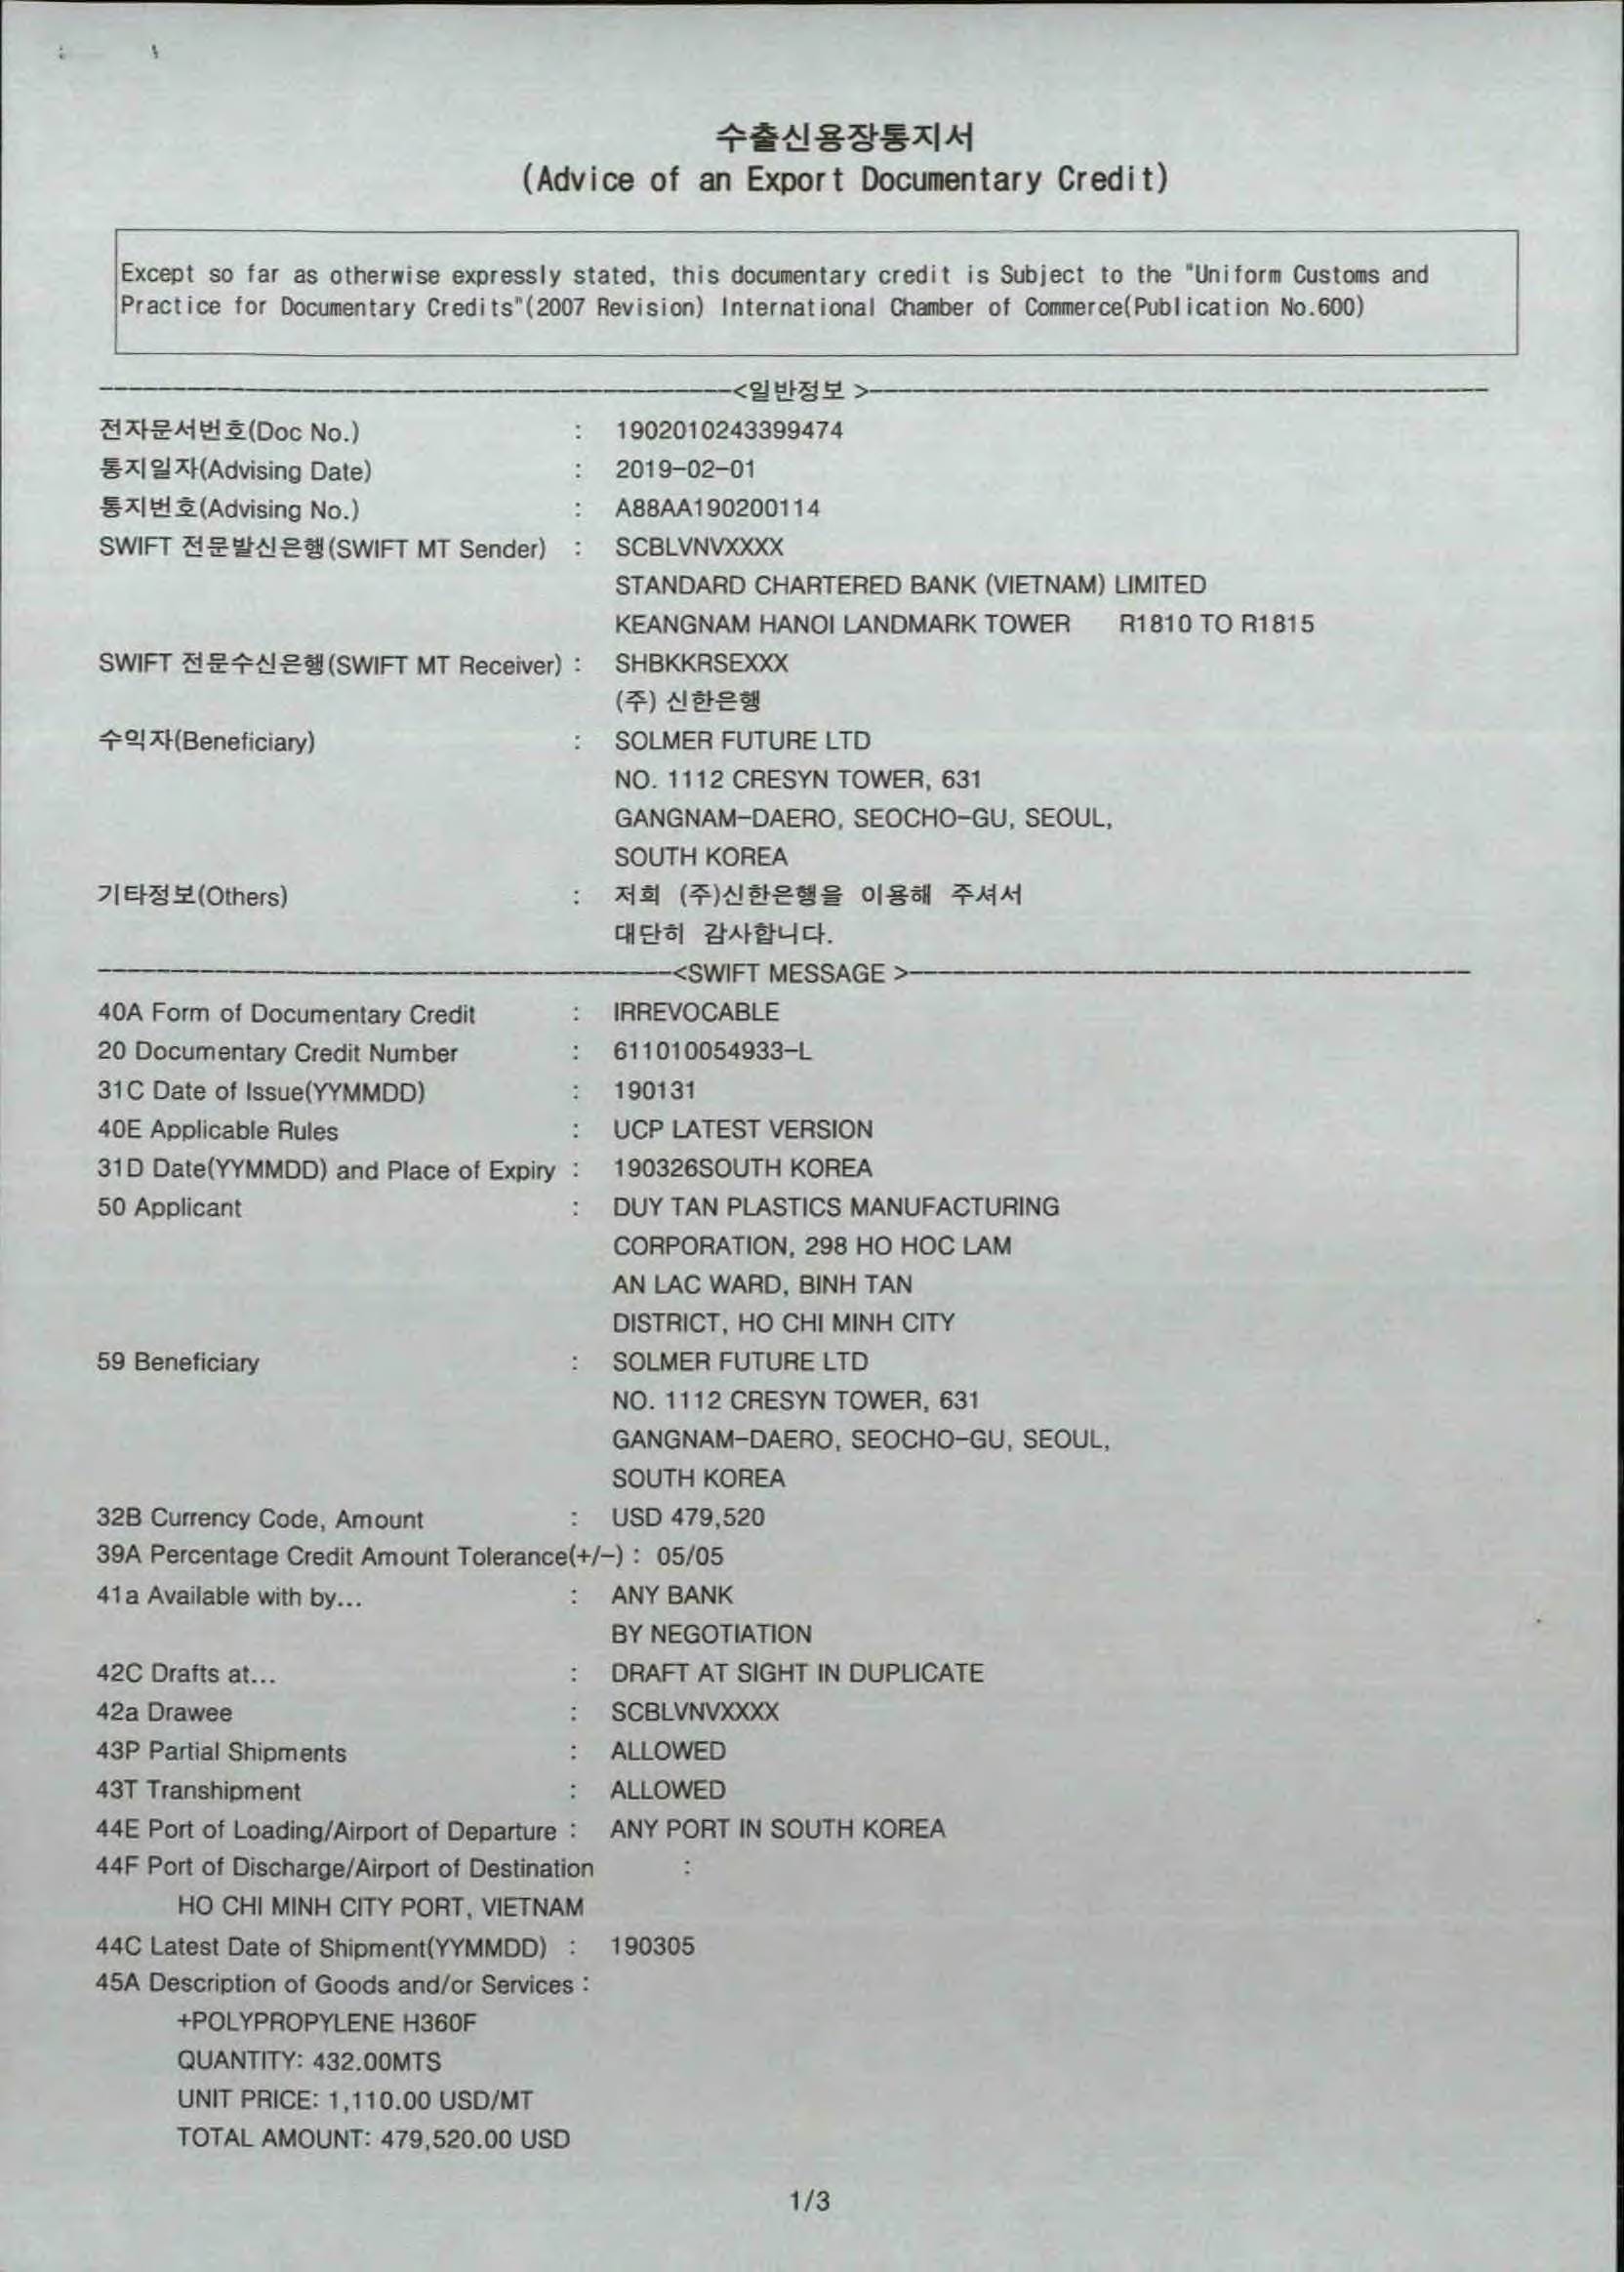 수출신용장통지서
(Advice of an Export Documentary Credit)
Except so far as otherwise expressly stated, this documentary credit is Subject to the "Uniform Customs and
Practice for Documentary Credits"(2007 Revision) International Chamber of Commerce(Publication No.600)
<일반정보 >
전자문서번호(Doc No.) : 1902010243399474
통지일자(Advising Date) : 2019-02-01
통지번호(Advising No.) : A88AA190200114
SWIFT 전문발신은행(SWIFT MT Sender) : SCBLVNVXXXX
STANDARD CHARTERED BANK (VIETNAM) LIMITED
KEANGNAM HANOI LANDMARK TOWER R1810 TO R1815
SWIFT 전문수신은행(SWIFT MT Receiver) : SHBKKRSEXXX
(주) 신한은행
수익자(Beneficiary) : SOLMER FUTURE LTD
NO. 1112 CRESYN TOWER, 631
GANGNAM-DAERO, SEOCHO-GU, SEOUL,
SOUTH KOREA
기타정보(Others) : 저희 (주)신한은행을 이용해 주셔서
대단히 감사합니다.
<SWIFT MESSAGE >
40A Form of Documentary Credit : IRREVOCABLE
20 Documentary Credit Number : 611010054933-L
31C Date of Issue(YYMMDD) : 190131
40E Applicable Rules : UCP LATEST VERSION
31D Date(YYMMDD) and Place of Expiry : 190326SOUTH KOREA
50 Applicant : DUY TAN PLASTICS MANUFACTURING
CORPORATION, 298 HO HOC LAM
AN LAC WARD, BINH TAN
DISTRICT, HO CHI MINH CITY
59 Beneficiary : SOLMER FUTURE LTD
NO. 1112 CRESYN TOWER, 631
GANGNAM-DAERO, SEOCHO-GU, SEOUL,
SOUTH KOREA
32B Currency Code, Amount : USD 479,520
39A Percentage Credit Amount Tolerance(+/-) : 05/05
41a Available with by... : ANY BANK
BY NEGOTIATION
42C Drafts at... : DRAFT AT SIGHT IN DUPLICATE
42a Drawee : SCBLVNVXXXX
43P Partial Shipments : ALLOWED
43T Transhipment : ALLOWED
44E Port of Loading/Airport of Departure : ANY PORT IN SOUTH KOREA
44F Port of Discharge/Airport of Destination :
HO CHI MINH CITY PORT, VIETNAM
44C Latest Date of Shipment(YYMMDD) : 190305
45A Description of Goods and/or Services :
+POLYPROPYLENE H360F
QUANTITY: 432.00MTS
UNIT PRICE: 1,110.00 USD/MT
TOTAL AMOUNT: 479,520.00 USD
1/3